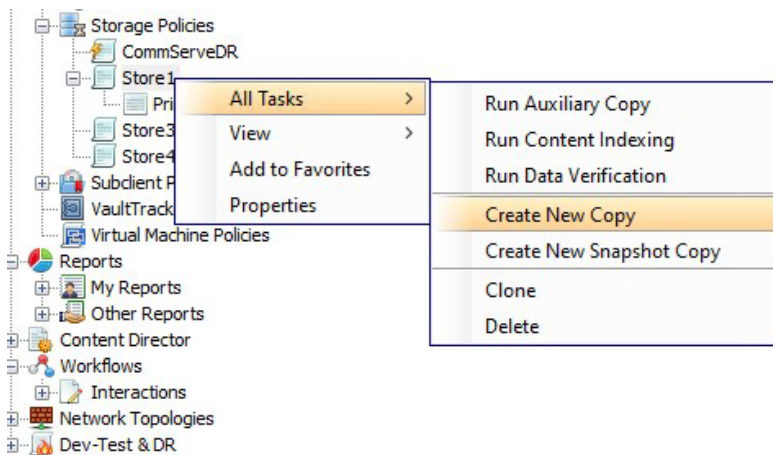 Storage Policies
CommServeDR
Store1
Pri
Store3
Store4
Subclient P
VaultTrack
Virtual Machine Policies
Reports
My Reports
Other Reports
Content Director
Workflows
Interactions
Network Topologies
Dev-Test & DR
All Tasks
View
Add to Favorites
Properties
Run Auxiliary Copy
Run Content Indexing
Run Data Verification
Create New Copy
Create New Snapshot Copy
Clone
Delete